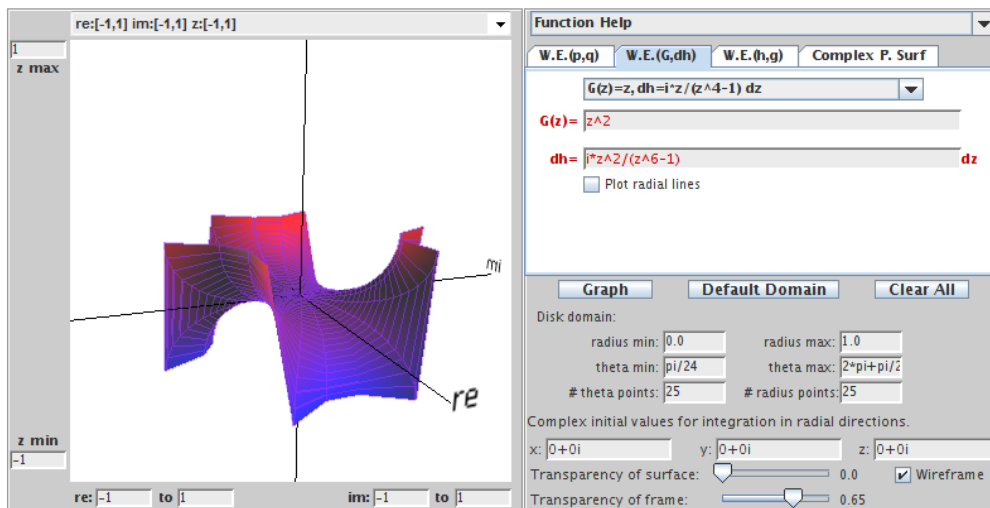 re:[-1,1] im:[-1,1] z:[-1,1]
1
z max
mi
re
z min
-1
re: -1 to 1 im: -1 to 1
Function Help
W.E.(p,q) W.E.(G,dh) W.E.(h,g) Complex P. Surf
G(z)=z, dh=i*z/(z^4-1) dz
G(z)= z^2
dh= i*z^2/(z^6-1) dz
Plot radial lines
Graph Default Domain Clear All
Disk domain:
radius min: 0.0 radius max: 1.0
theta min: pi/24 theta max: 2*pi+pi/2
# theta points: 25 # radius points: 25
Complex initial values for integration in radial directions.
x: 0+0i y: 0+0i z: 0+0i
Transparency of surface: 0.0 Wireframe
Transparency of frame: 0.65